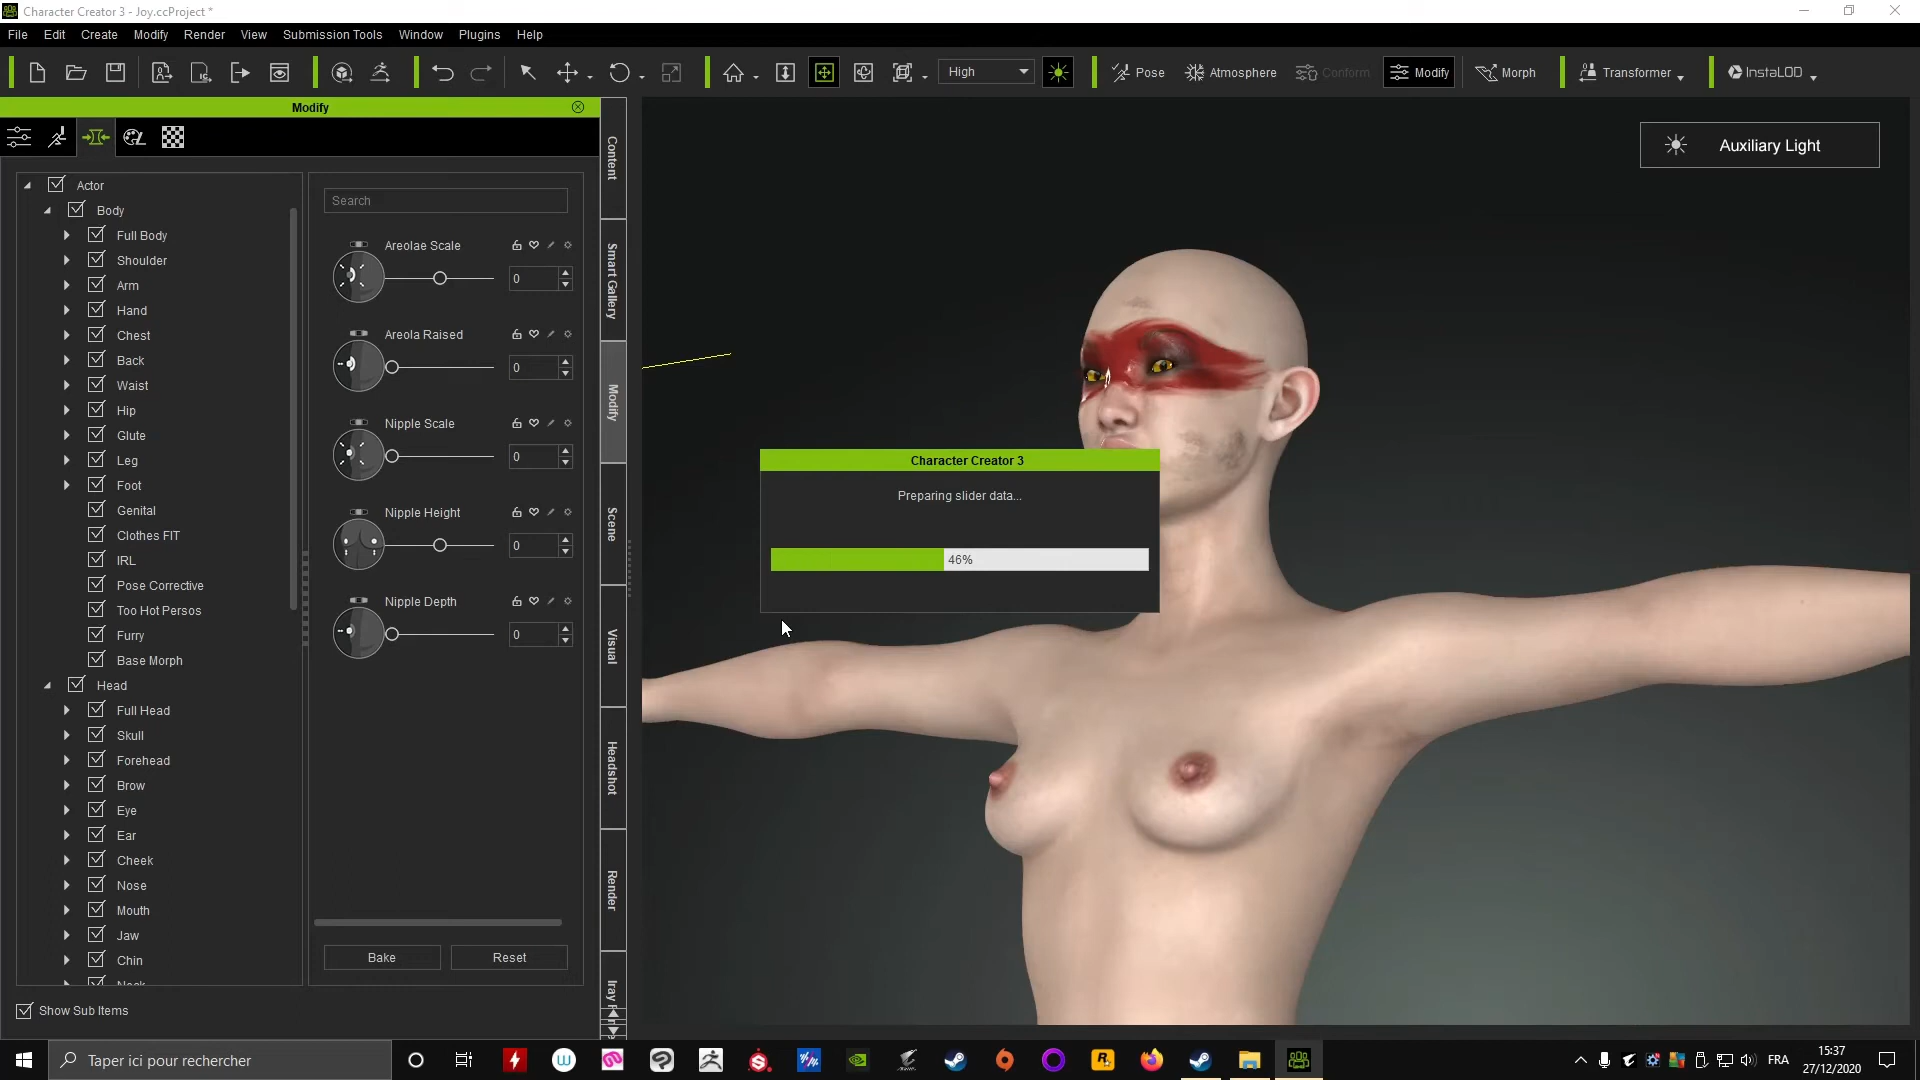 Character Creator 3 - Joy.ccProject *
File Edit Create Modify Render View Submission Tools Window Plugins Help
High Pose Atmosphere Conform Modify Morph Transformer InstaLOD
Modify
Auxiliary Light
Content
Smart Gallery
Modify
Scene
Visual
Headshot
Render
Iray
Actor
Body
Full Body
Shoulder
Arm
Hand
Chest
Back
Waist
Hip
Glute
Leg
Foot
Genital
Clothes FIT
IRL
Pose Corrective
Too Hot Persos
Furry
Base Morph
Head
Full Head
Skull
Forehead
Brow
Eye
Ear
Cheek
Nose
Mouth
Jaw
Chin
Neck
Show Sub Items
Search
Areolae Scale
0
Areola Raised
0
Nipple Scale
0
Nipple Height
0
Nipple Depth
0
Bake Reset
Character Creator 3
Preparing slider data...
46%
Taper ici pour rechercher
FRA
15:37
27/12/2020